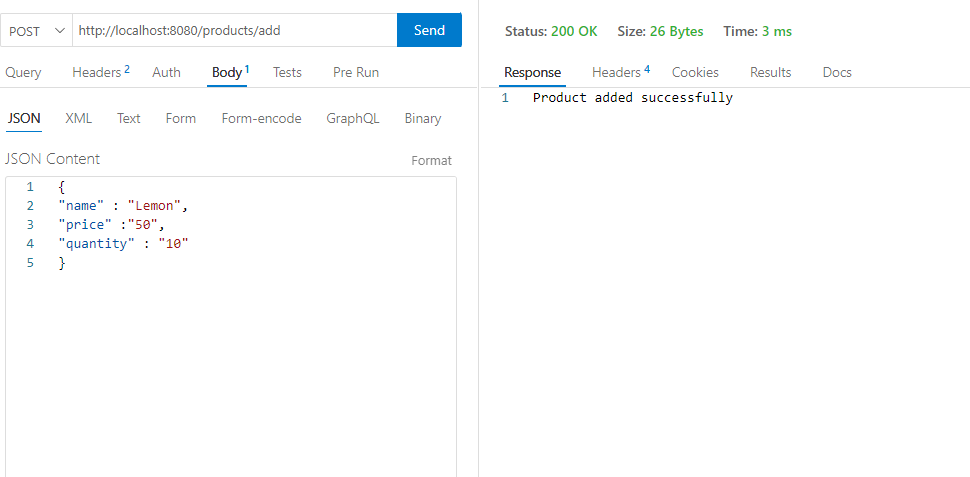 POST http://localhost:8080/products/add Send
Query Headers 2 Auth Body 1 Tests Pre Run
JSON XML Text Form Form-encode GraphQL Binary
JSON Content Format
1 {
2 "name" : "Lemon",
3 "price" :"50",
4 "quantity" : "10"
5 }
Status: 200 OK Size: 26 Bytes Time: 3 ms
Response Headers 4 Cookies Results Docs
1 Product added successfully